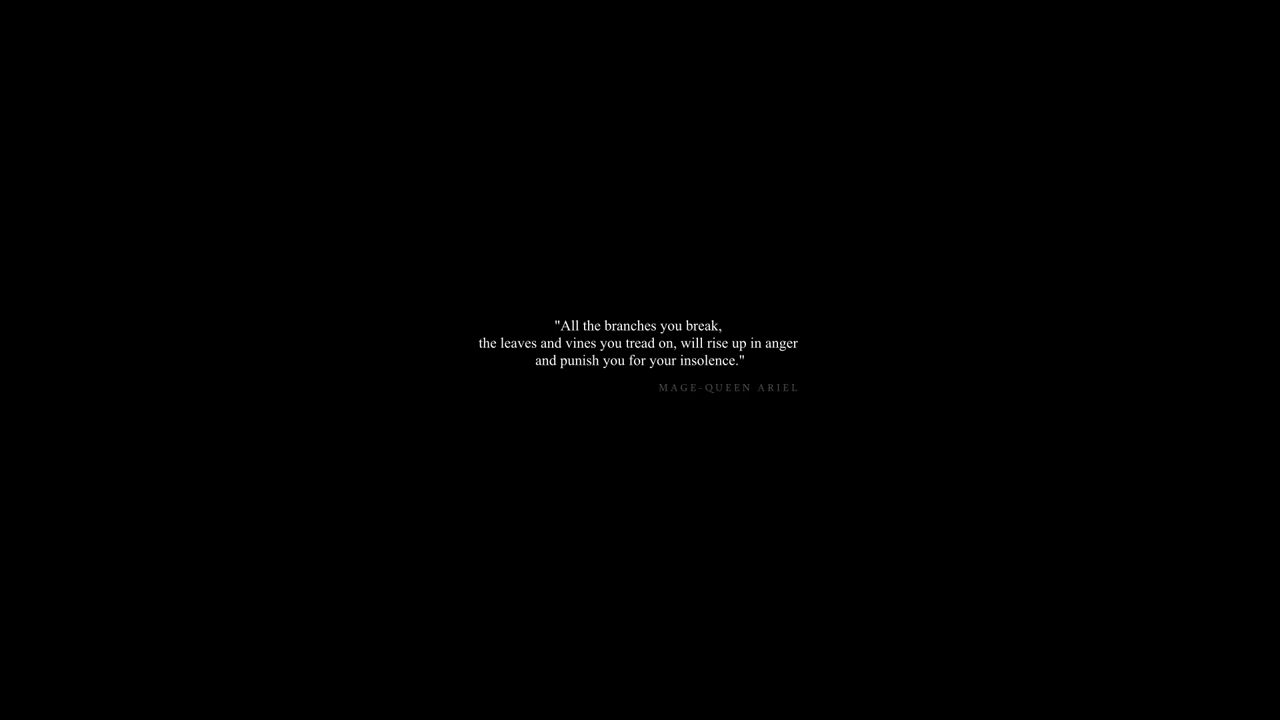 "All the branches you break,
the leaves and vines you tread on, will rise up in anger
and punish you for your insolence."
MAGE-QUEEN ARIEL